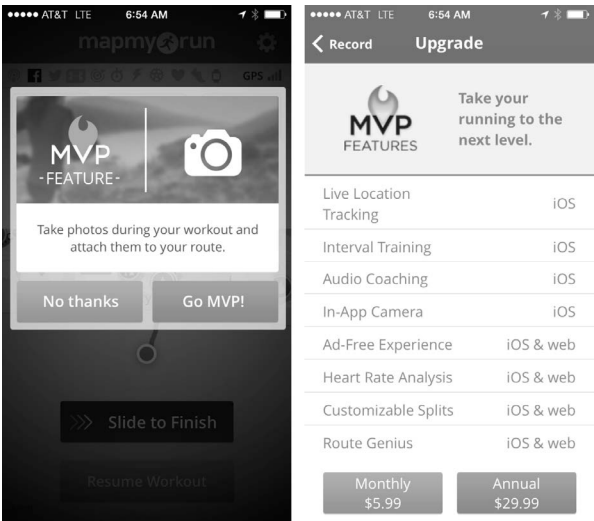 AT&T LTE 6:54 AM
mapmyrun
GPS
MVP
-FEATURE-
Take photos during your workout and
attach them to your route.
No thanks
Go MVP!
Slide to Finish
Resume Workout
AT&T LTE 6:54 AM
Record
Upgrade
MVP
FEATURES
Take your
running to the
next level.
Live Location
Tracking
iOS
Interval Training iOS
Audio Coaching iOS
In-App Camera iOS
Ad-Free Experience iOS & web
Heart Rate Analysis iOS & web
Customizable Splits iOS & web
Route Genius iOS & web
Monthly
$5.99
Annual
$29.99